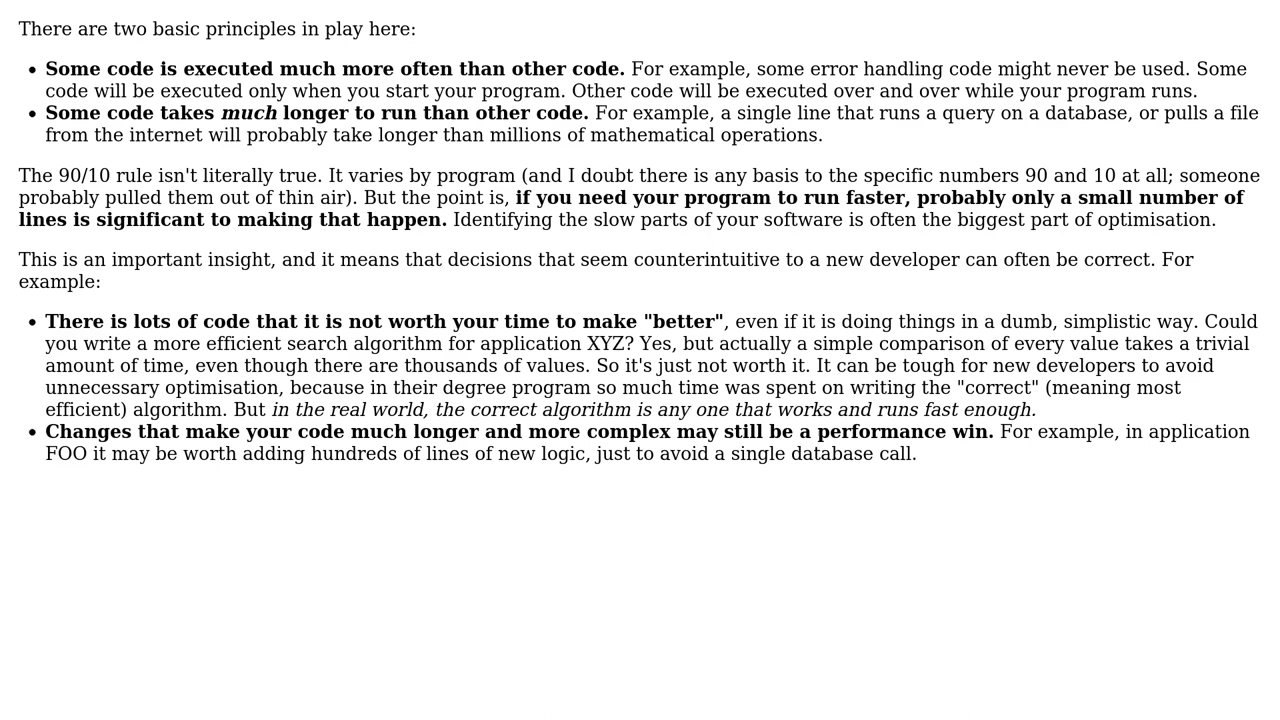 There are two basic principles in play here:
• Some code is executed much more often than other code. For example, some error handling code might never be used. Some
code will be executed only when you start your program. Other code will be executed over and over while your program runs.
• Some code takes much longer to run than other code. For example, a single line that runs a query on a database, or pulls a file
from the internet will probably take longer than millions of mathematical operations.
The 90/10 rule isn't literally true. It varies by program (and I doubt there is any basis to the specific numbers 90 and 10 at all; someone
probably pulled them out of thin air). But the point is, if you need your program to run faster, probably only a small number of
lines is significant to making that happen. Identifying the slow parts of your software is often the biggest part of optimisation.
This is an important insight, and it means that decisions that seem counterintuitive to a new developer can often be correct. For
example:
• There is lots of code that it is not worth your time to make "better", even if it is doing things in a dumb, simplistic way. Could
you write a more efficient search algorithm for application XYZ? Yes, but actually a simple comparison of every value takes a trivial
amount of time, even though there are thousands of values. So it's just not worth it. It can be tough for new developers to avoid
unnecessary optimisation, because in their degree program so much time was spent on writing the "correct" (meaning most
efficient) algorithm. But in the real world, the correct algorithm is any one that works and runs fast enough.
• Changes that make your code much longer and more complex may still be a performance win. For example, in application
FOO it may be worth adding hundreds of lines of new logic, just to avoid a single database call.